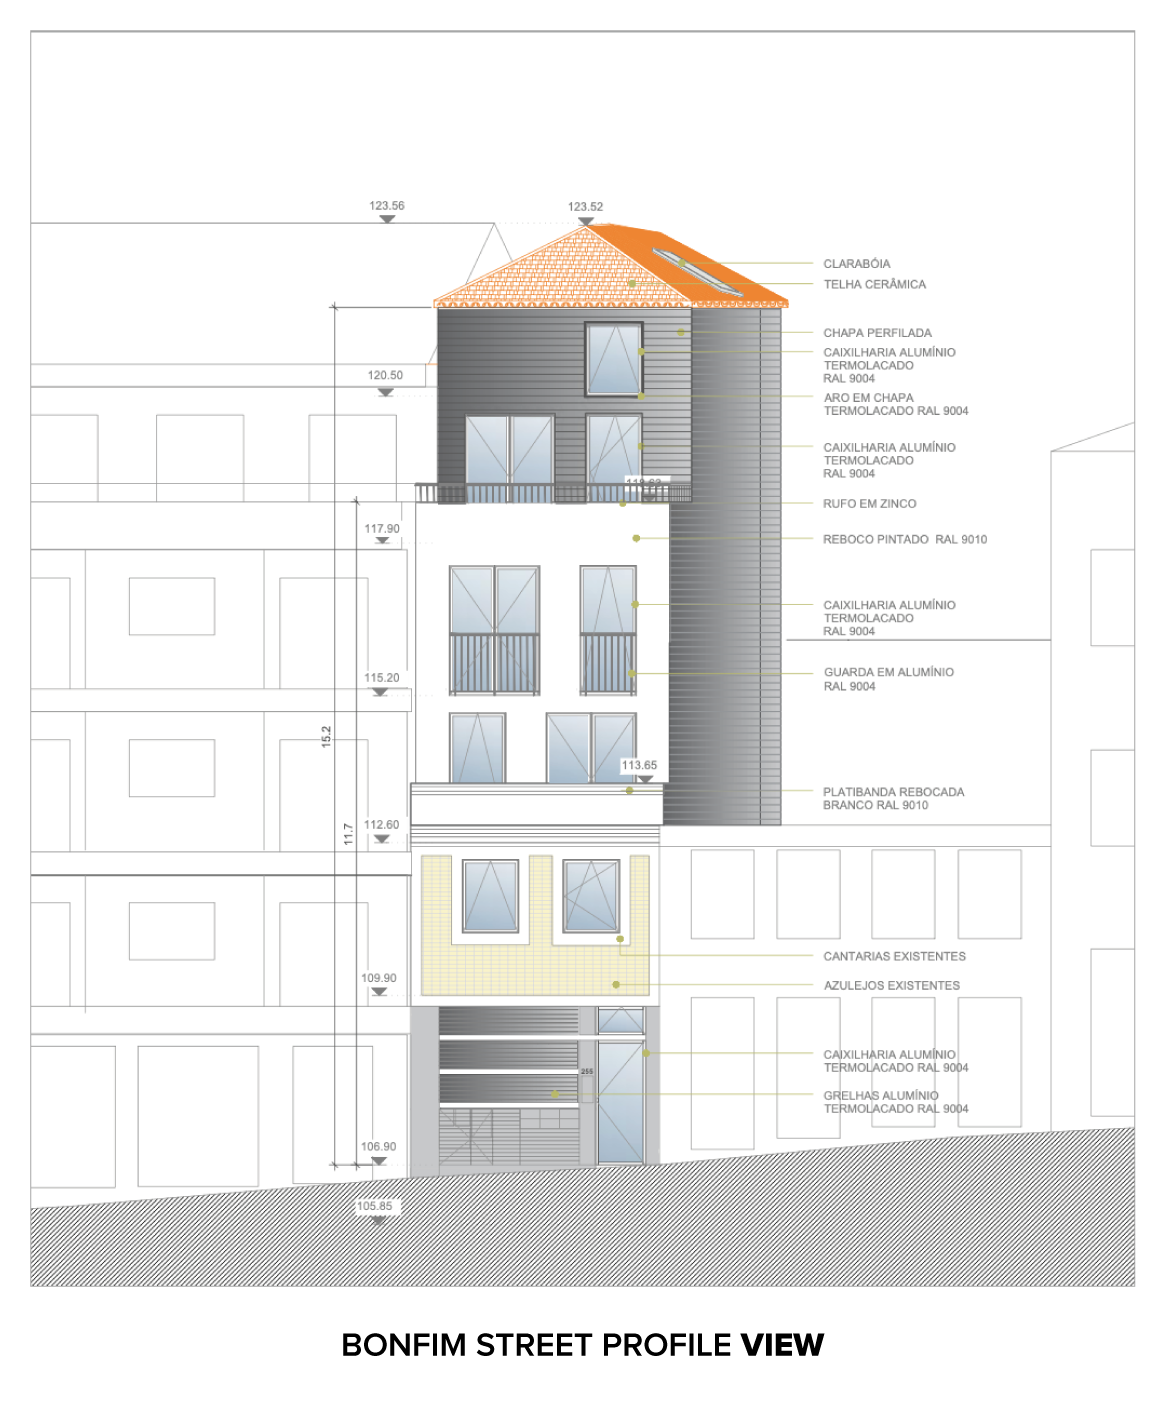 123.56
123.52
CLARABÓIA
TELHA CERÂMICA
CHAPA PERFILADA
CAIXILHARIA ALUMÍNIO
TERMOLACADO
RAL 9004
120.50
ARO EM CHAPA
TERMOLACADO RAL 9004
CAIXILHARIA ALUMÍNIO
TERMOLACADO
RAL 9004
RUFO EM ZINCO
117.90
REBOCO PINTADO RAL 9010
CAIXILHARIA ALUMÍNIO
TERMOLACADO
RAL 9004
115.20
GUARDA EM ALUMÍNIO
RAL 9004
15.2
113.65
PLATIBANDA REBOCADA
BRANCO RAL 9010
11.7
112.60
CANTARIAS EXISTENTES
109.90
AZULEJOS EXISTENTES
CAIXILHARIA ALUMÍNIO
TERMOLACADO RAL 9004
255
GRELHAS ALUMÍNIO
TERMOLACADO RAL 9004
106.90
105.85
BONFIM STREET PROFILE VIEW